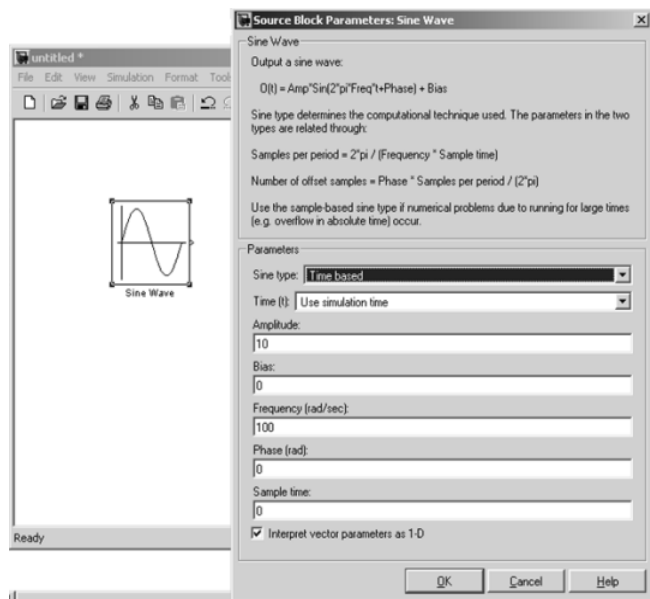 untitled *
File Edit View Simulation Format Tools
Sine Wave
Ready
Source Block Parameters: Sine Wave
Sine Wave
Output a sine wave:
O(t) = Amp*Sin(2*pi*Freq*t+Phase) + Bias
Sine type determines the computational technique used. The parameters in the two
types are related through:
Samples per period = 2*pi / (Frequency * Sample time)
Number of offset samples = Phase * Samples per period / (2*pi)
Use the sample-based sine type if numerical problems due to running for large times
(e.g. overflow in absolute time) occur.
Parameters
Sine type: Time based
Time (t): Use simulation time
Amplitude:
10
Bias:
0
Frequency (rad/sec):
100
Phase (rad):
0
Sample time:
0
Interpret vector parameters as 1-D
OK Cancel Help